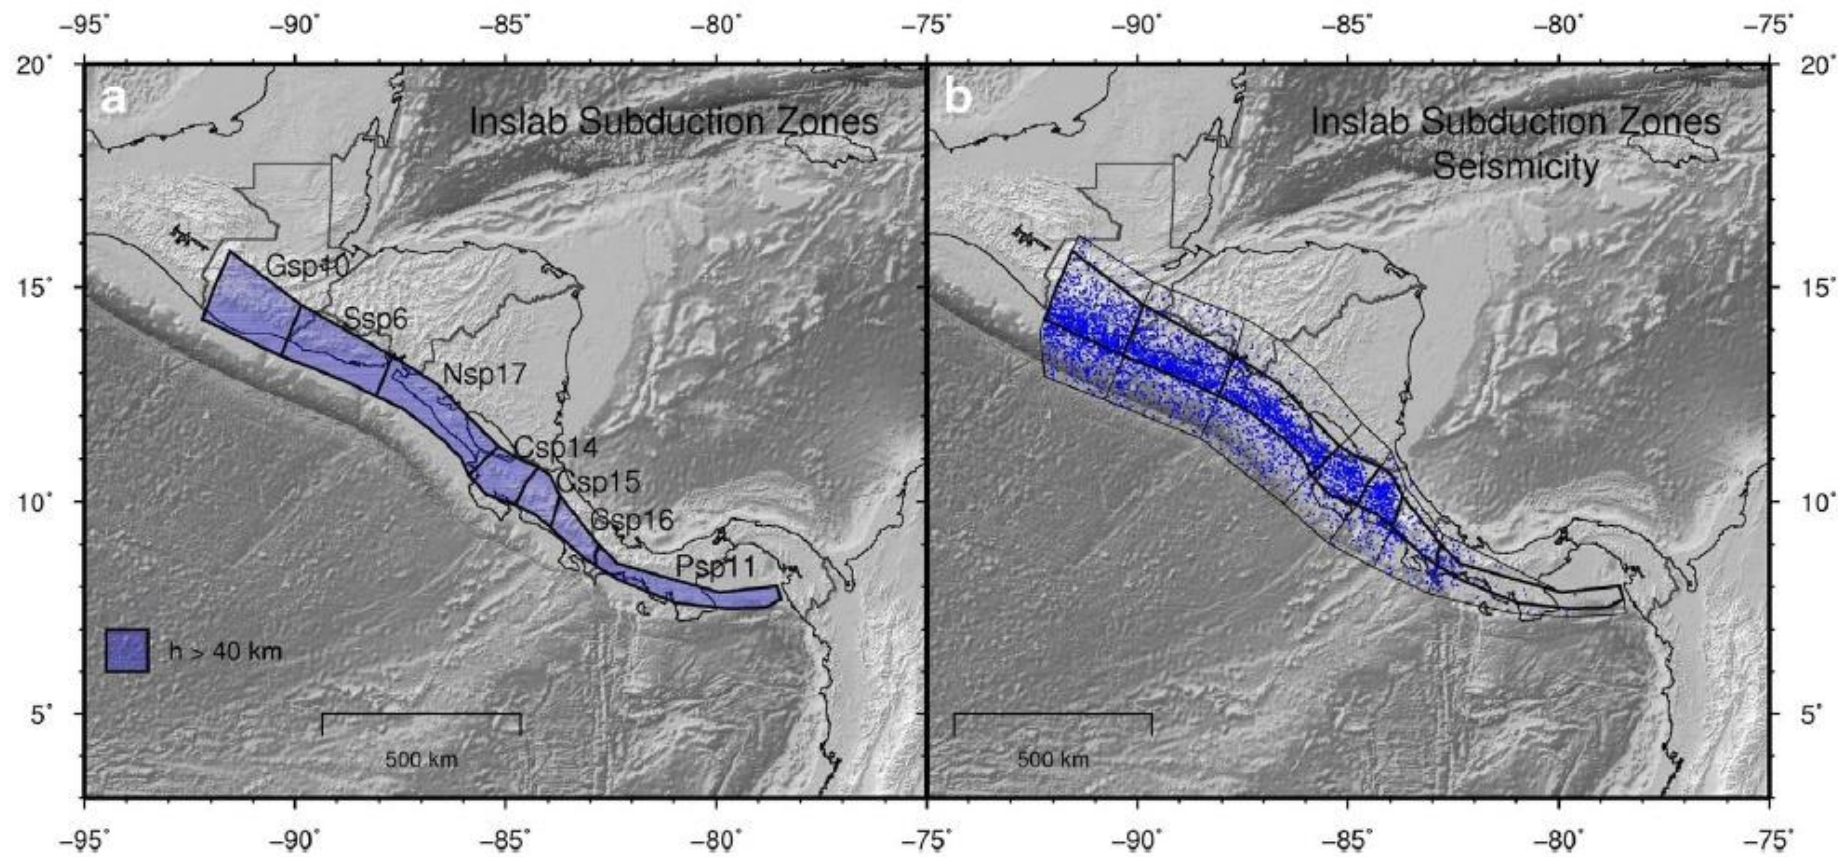 −95˚ −90˚ −85˚ −80˚ −75˚ −90˚ −85˚ −80˚ −75˚
20˚ 20˚
a b
Inslab Subduction Zones Inslab Subduction Zones
Seismicity
15˚ 15˚
Gsp10
Ssp6
Nsp17
Csp14
10˚ 10˚
Csp15
Csp16
Psp11
h > 40 km
5˚ 5˚
500 km 500 km
−95˚ −90˚ −85˚ −80˚ −75˚ −90˚ −85˚ −80˚ −75˚